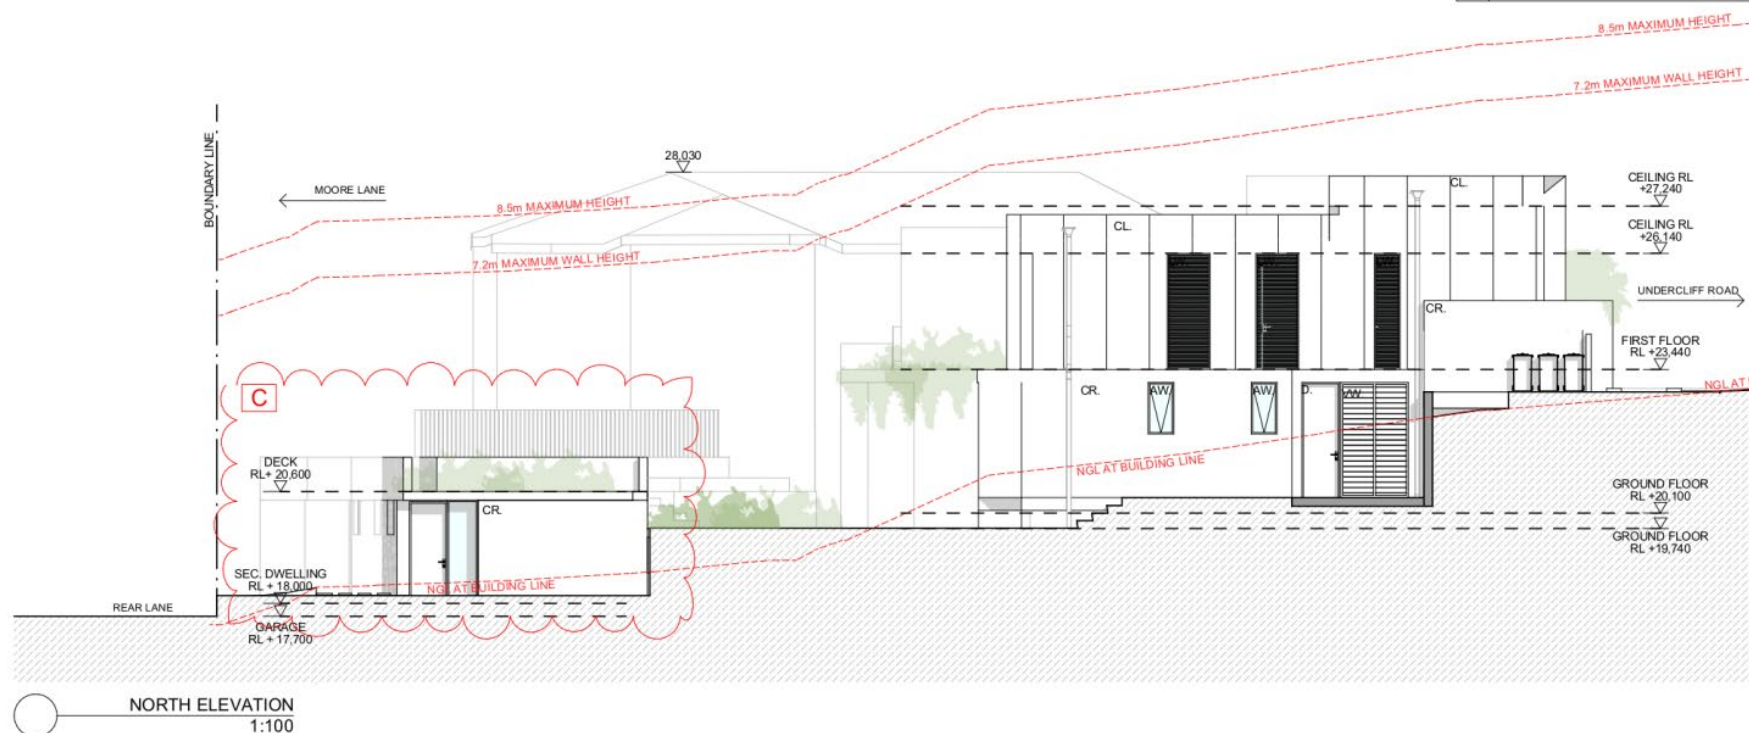 8.5m MAXIMUM HEIGHT
7.2m MAXIMUM WALL HEIGHT
BOUNDARY LINE
MOORE LANE
28,030
8.5m MAXIMUM HEIGHT
7.2m MAXIMUM WALL HEIGHT
CL.
CL.
CEILING RL
+27,240
CEILING RL
+26,140
UNDERCLIFF ROAD
CR.
FIRST FLOOR
RL +23,440
NGL AT
C
CR.
AW.
AW.
D.
VW.
NGL AT BUILDING LINE
DECK
RL+ 20,600
CR.
GROUND FLOOR
RL +20,100
GROUND FLOOR
RL +19,740
SEC. DWELLING
RL + 18,000
NGL AT BUILDING LINE
REAR LANE
GARAGE
RL + 17,700
NORTH ELEVATION
1:100